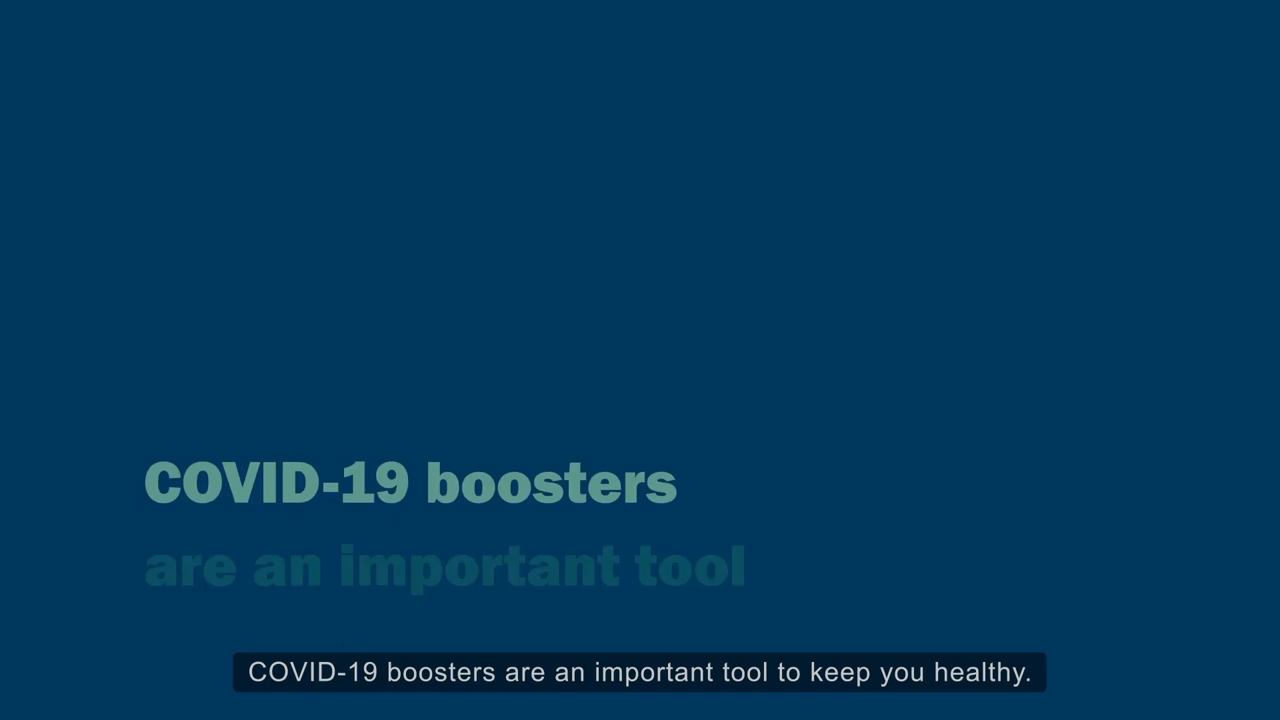 COVID-19 boosters
are an important tool
COVID-19 boosters are an important tool to keep you healthy.